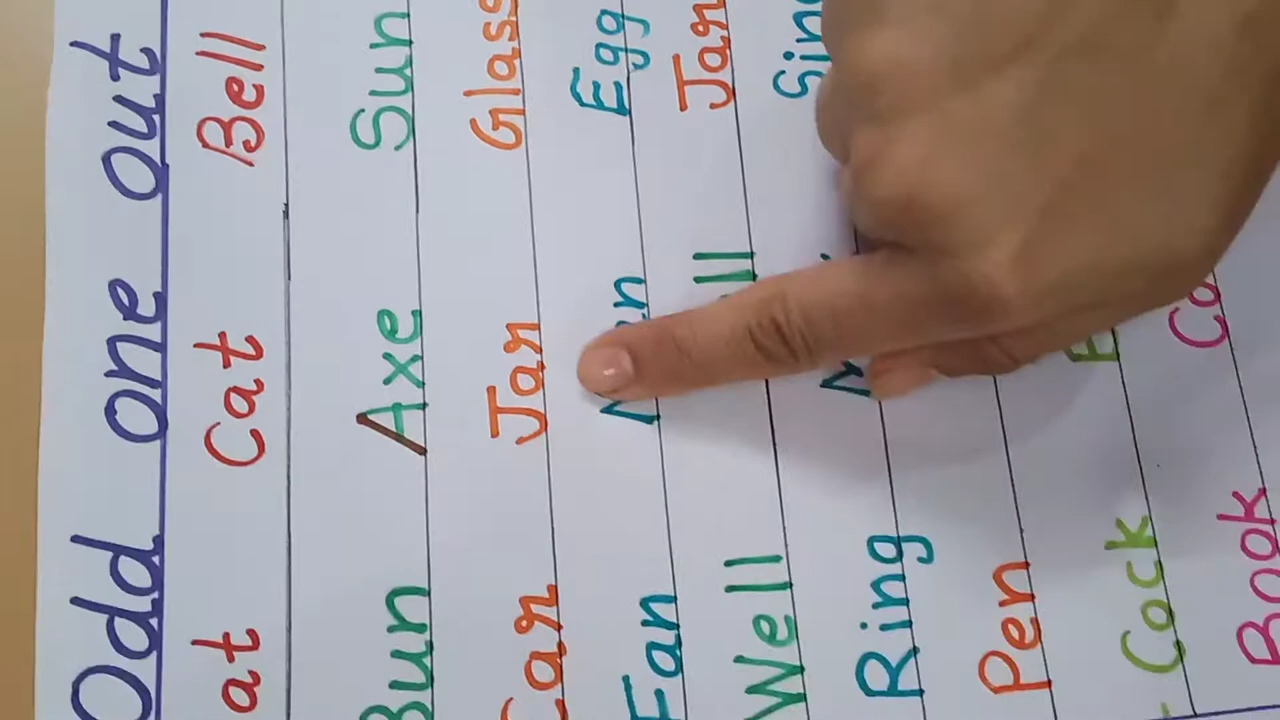 Odd one out
at Cat Bell
Bun Axe Sun
Car Jar Glass
Fan Egg
Well Jar
Ring
Pen
Cock
Book